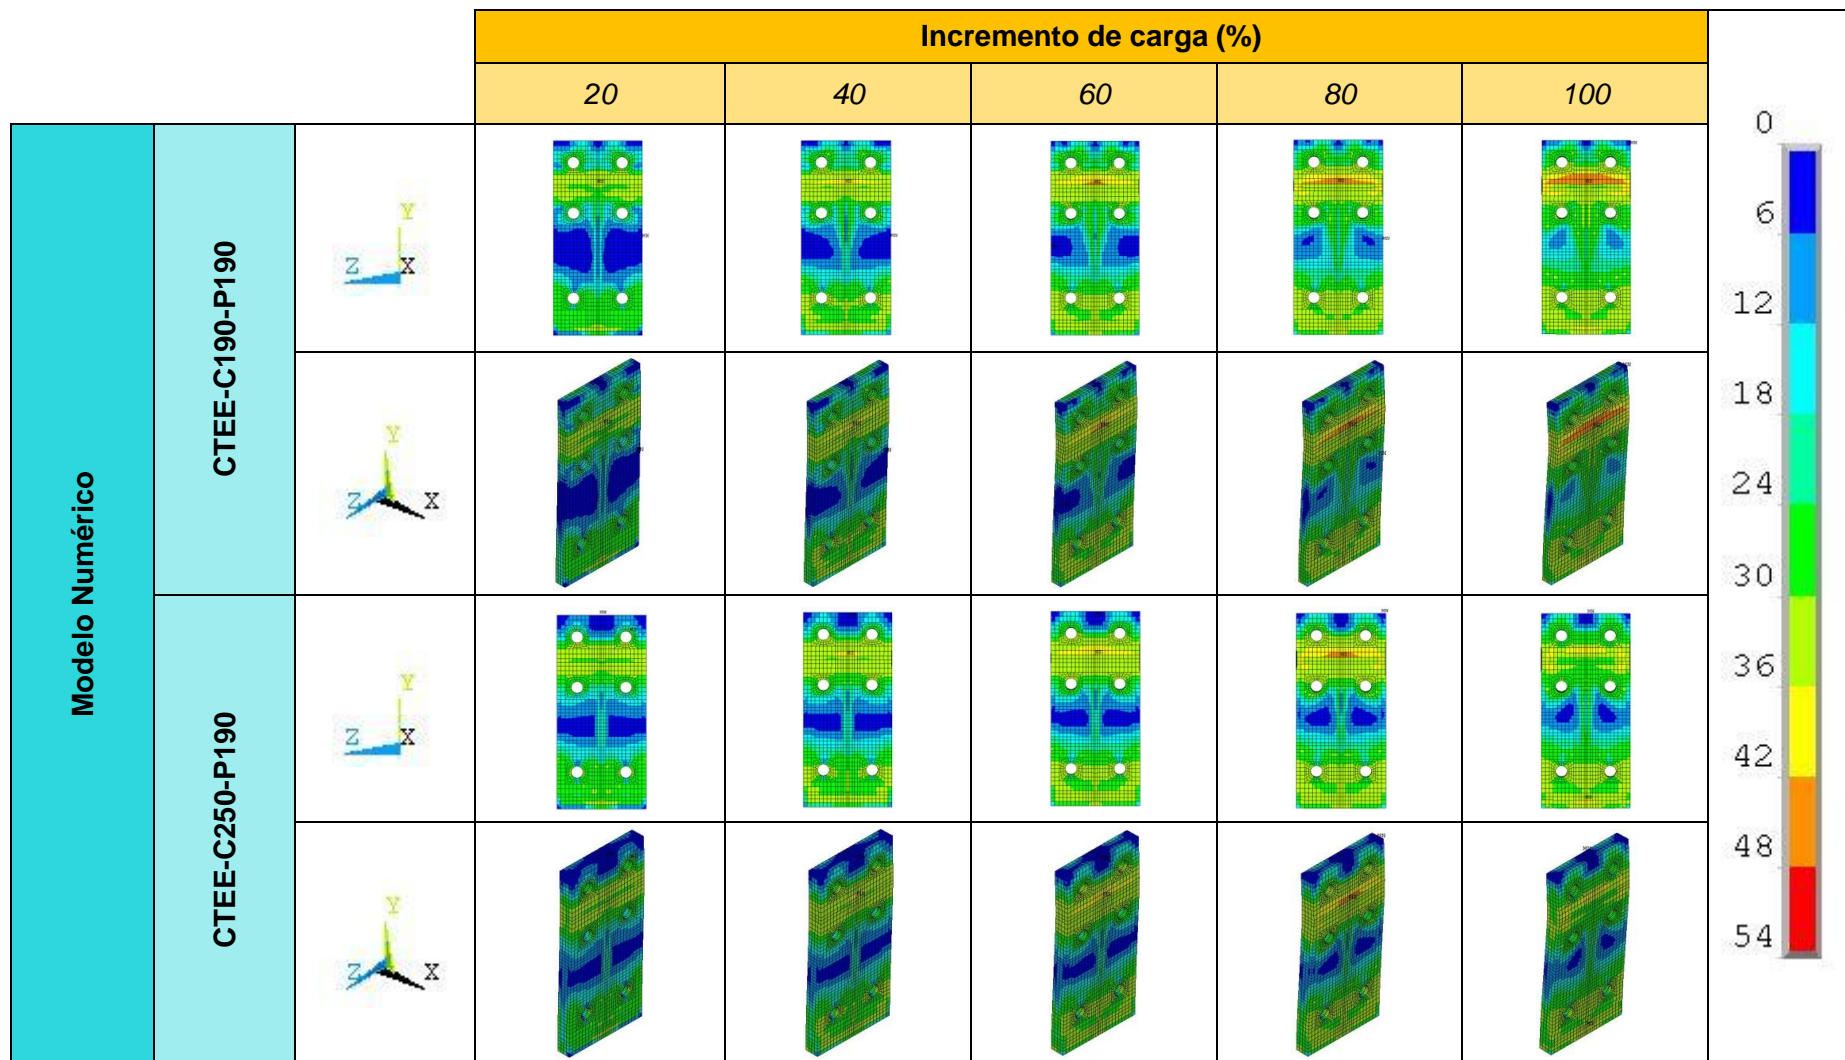 Incremento de carga (%)
20
40
60
80
100
Modelo Numérico
CTEE-C190-P190
Y
Z
X
Y
Z
X
CTEE-C250-P190
Y
Z
X
Y
Z
X
0
6
12
18
24
30
36
42
48
54